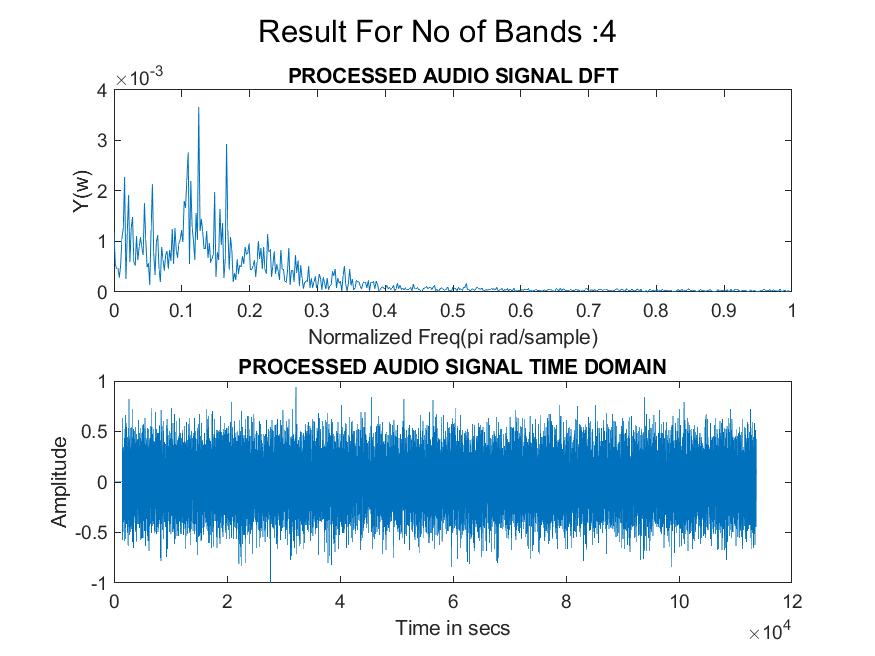 Result For No of Bands :4
PROCESSED AUDIO SIGNAL DFT
×10-3
4
3
2
1
0
Y(w)
0 0.1 0.2 0.3 0.4 0.5 0.6 0.7 0.8 0.9 1
Normalized Freq(pi rad/sample)
PROCESSED AUDIO SIGNAL TIME DOMAIN
1
0.5
0
-0.5
-1
Amplitude
0 2 4 6 8 10 12
Time in secs
×104